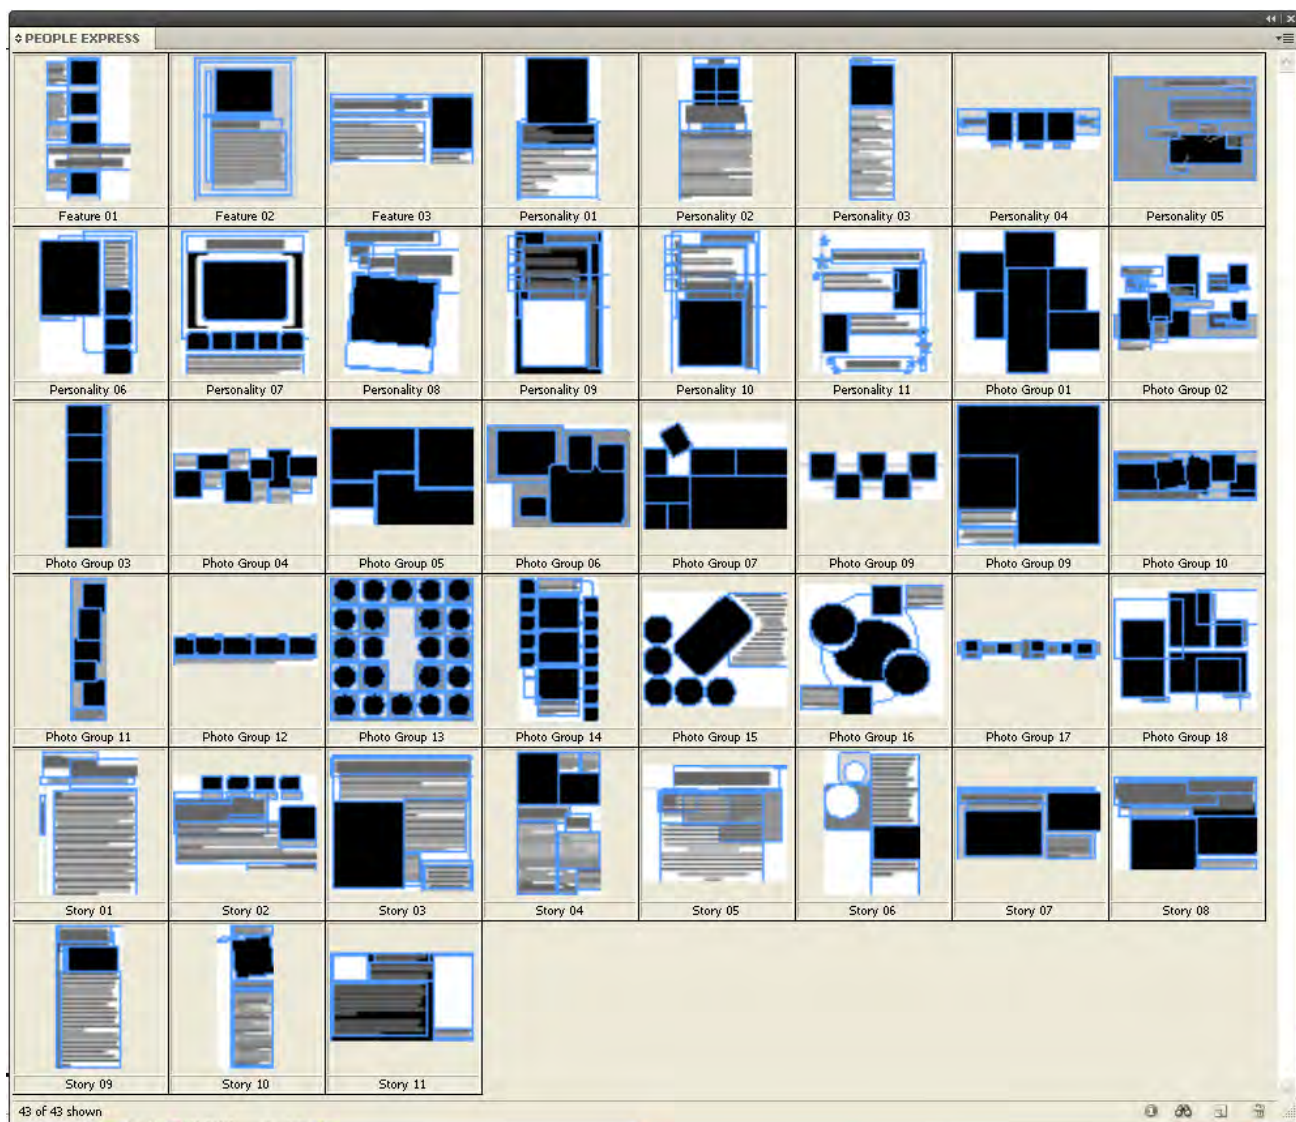 PEOPLE EXPRESS
Feature 01 Feature 02 Feature 03 Personality 01 Personality 02 Personality 03 Personality 04 Personality 05
Personality 06 Personality 07 Personality 08 Personality 09 Personality 10 Personality 11 Photo Group 01 Photo Group 02
Photo Group 03 Photo Group 04 Photo Group 05 Photo Group 06 Photo Group 07 Photo Group 09 Photo Group 09 Photo Group 10
Photo Group 11 Photo Group 12 Photo Group 13 Photo Group 14 Photo Group 15 Photo Group 16 Photo Group 17 Photo Group 18
Story 01 Story 02 Story 03 Story 04 Story 05 Story 06 Story 07 Story 08
Story 09 Story 10 Story 11
43 of 43 shown